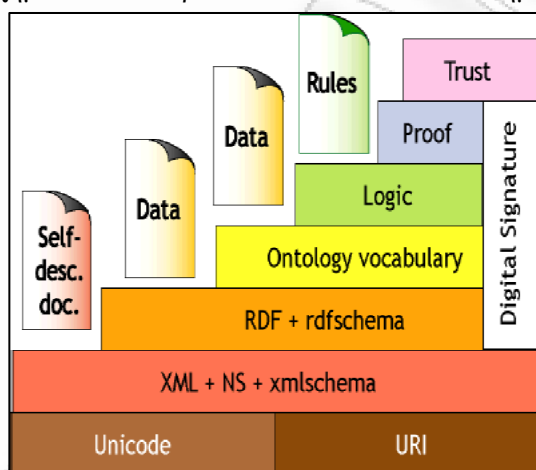 Trust
Rules
Proof
Data
Logic
Data
Self-
desc.
doc.
Ontology vocabulary
Digital Signature
RDF + rdfschema
XML + NS + xmlschema
Unicode
URI